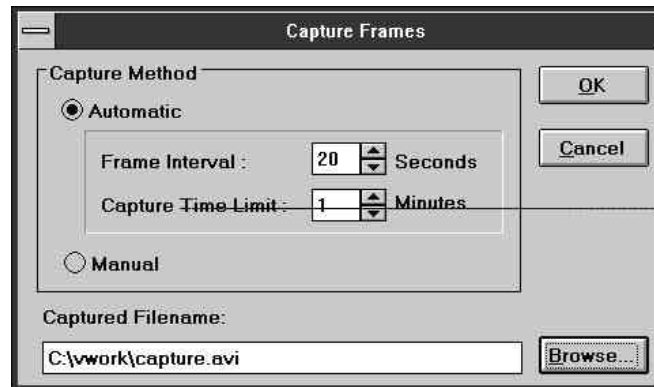 Capture Frames
Capture Method
OK
Automatic
Cancel
Frame Interval : 20 Seconds
Capture Time Limit : 1 Minutes
Manual
Captured Filename:
C:\vwork\capture.avi
Browse...